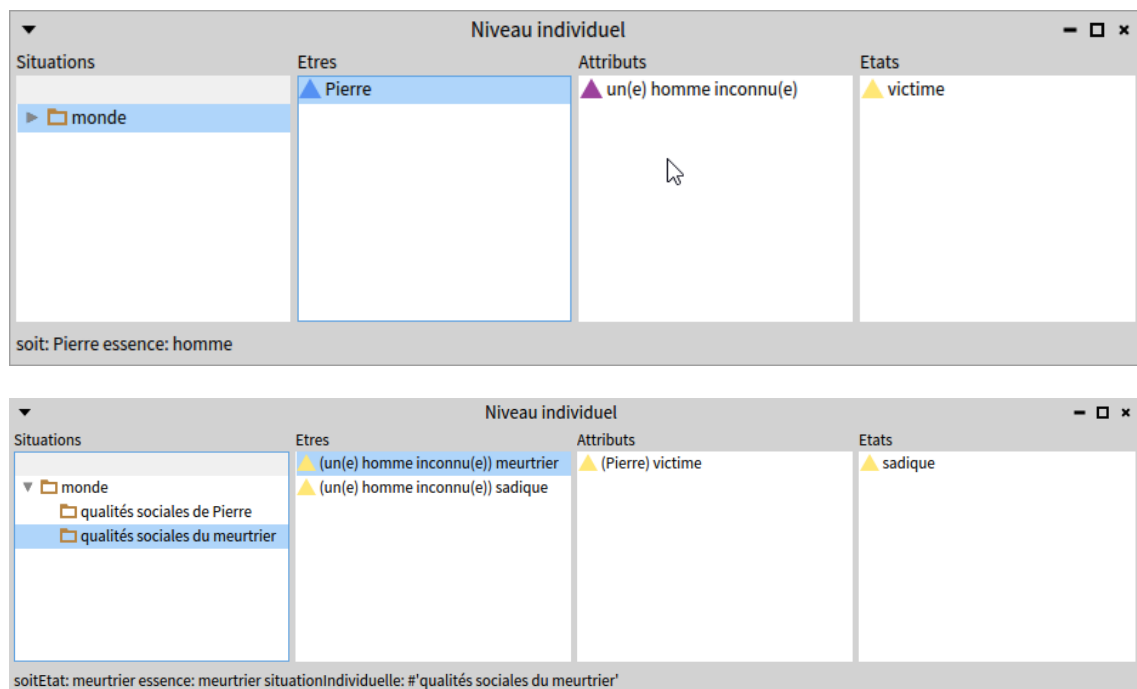 Niveau individuel
Situations Etres Attributs Etats
Pierre un(e) homme inconnu(e) victime
monde
soit: Pierre essence: homme
Niveau individuel
Situations Etres Attributs Etats
(un(e) homme inconnu(e)) meurtrier (Pierre) victime sadique
monde (un(e) homme inconnu(e)) sadique
qualités sociales de Pierre
qualités sociales du meurtrier
soitEtat: meurtrier essence: meurtrier situationIndividuelle: #'qualités sociales du meurtrier'